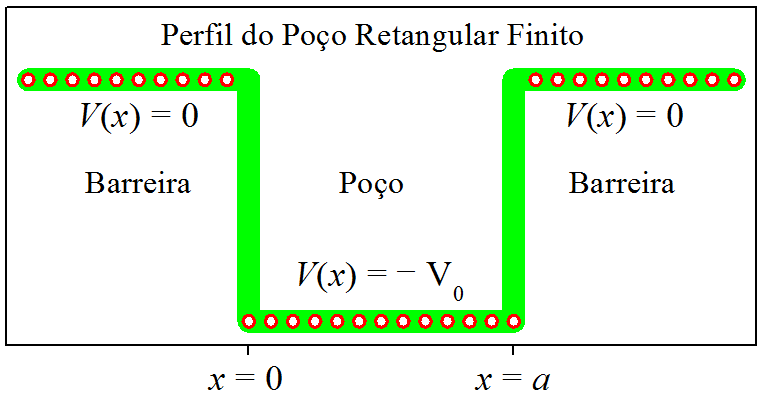 Perfil do Poço Retangular Finito
V(x) = 0
V(x) = 0
Barreira
Poço
Barreira
V(x) = − V₀
x = 0
x = a